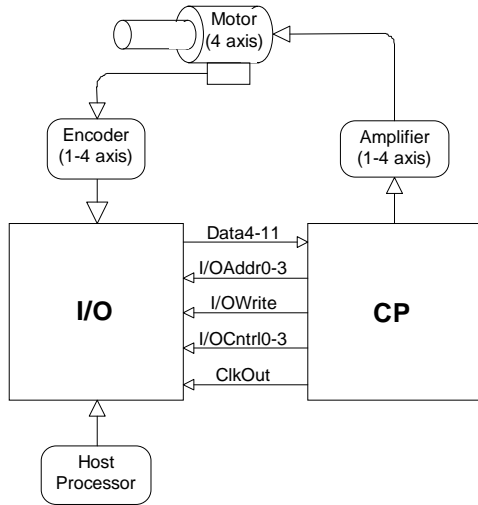 Motor
(4 axis)
Encoder
(1-4 axis)
Amplifier
(1-4 axis)
Data4-11
I/OAddr0-3
I/O
I/OWrite
CP
I/OCntrl0-3
ClkOut
Host
Processor